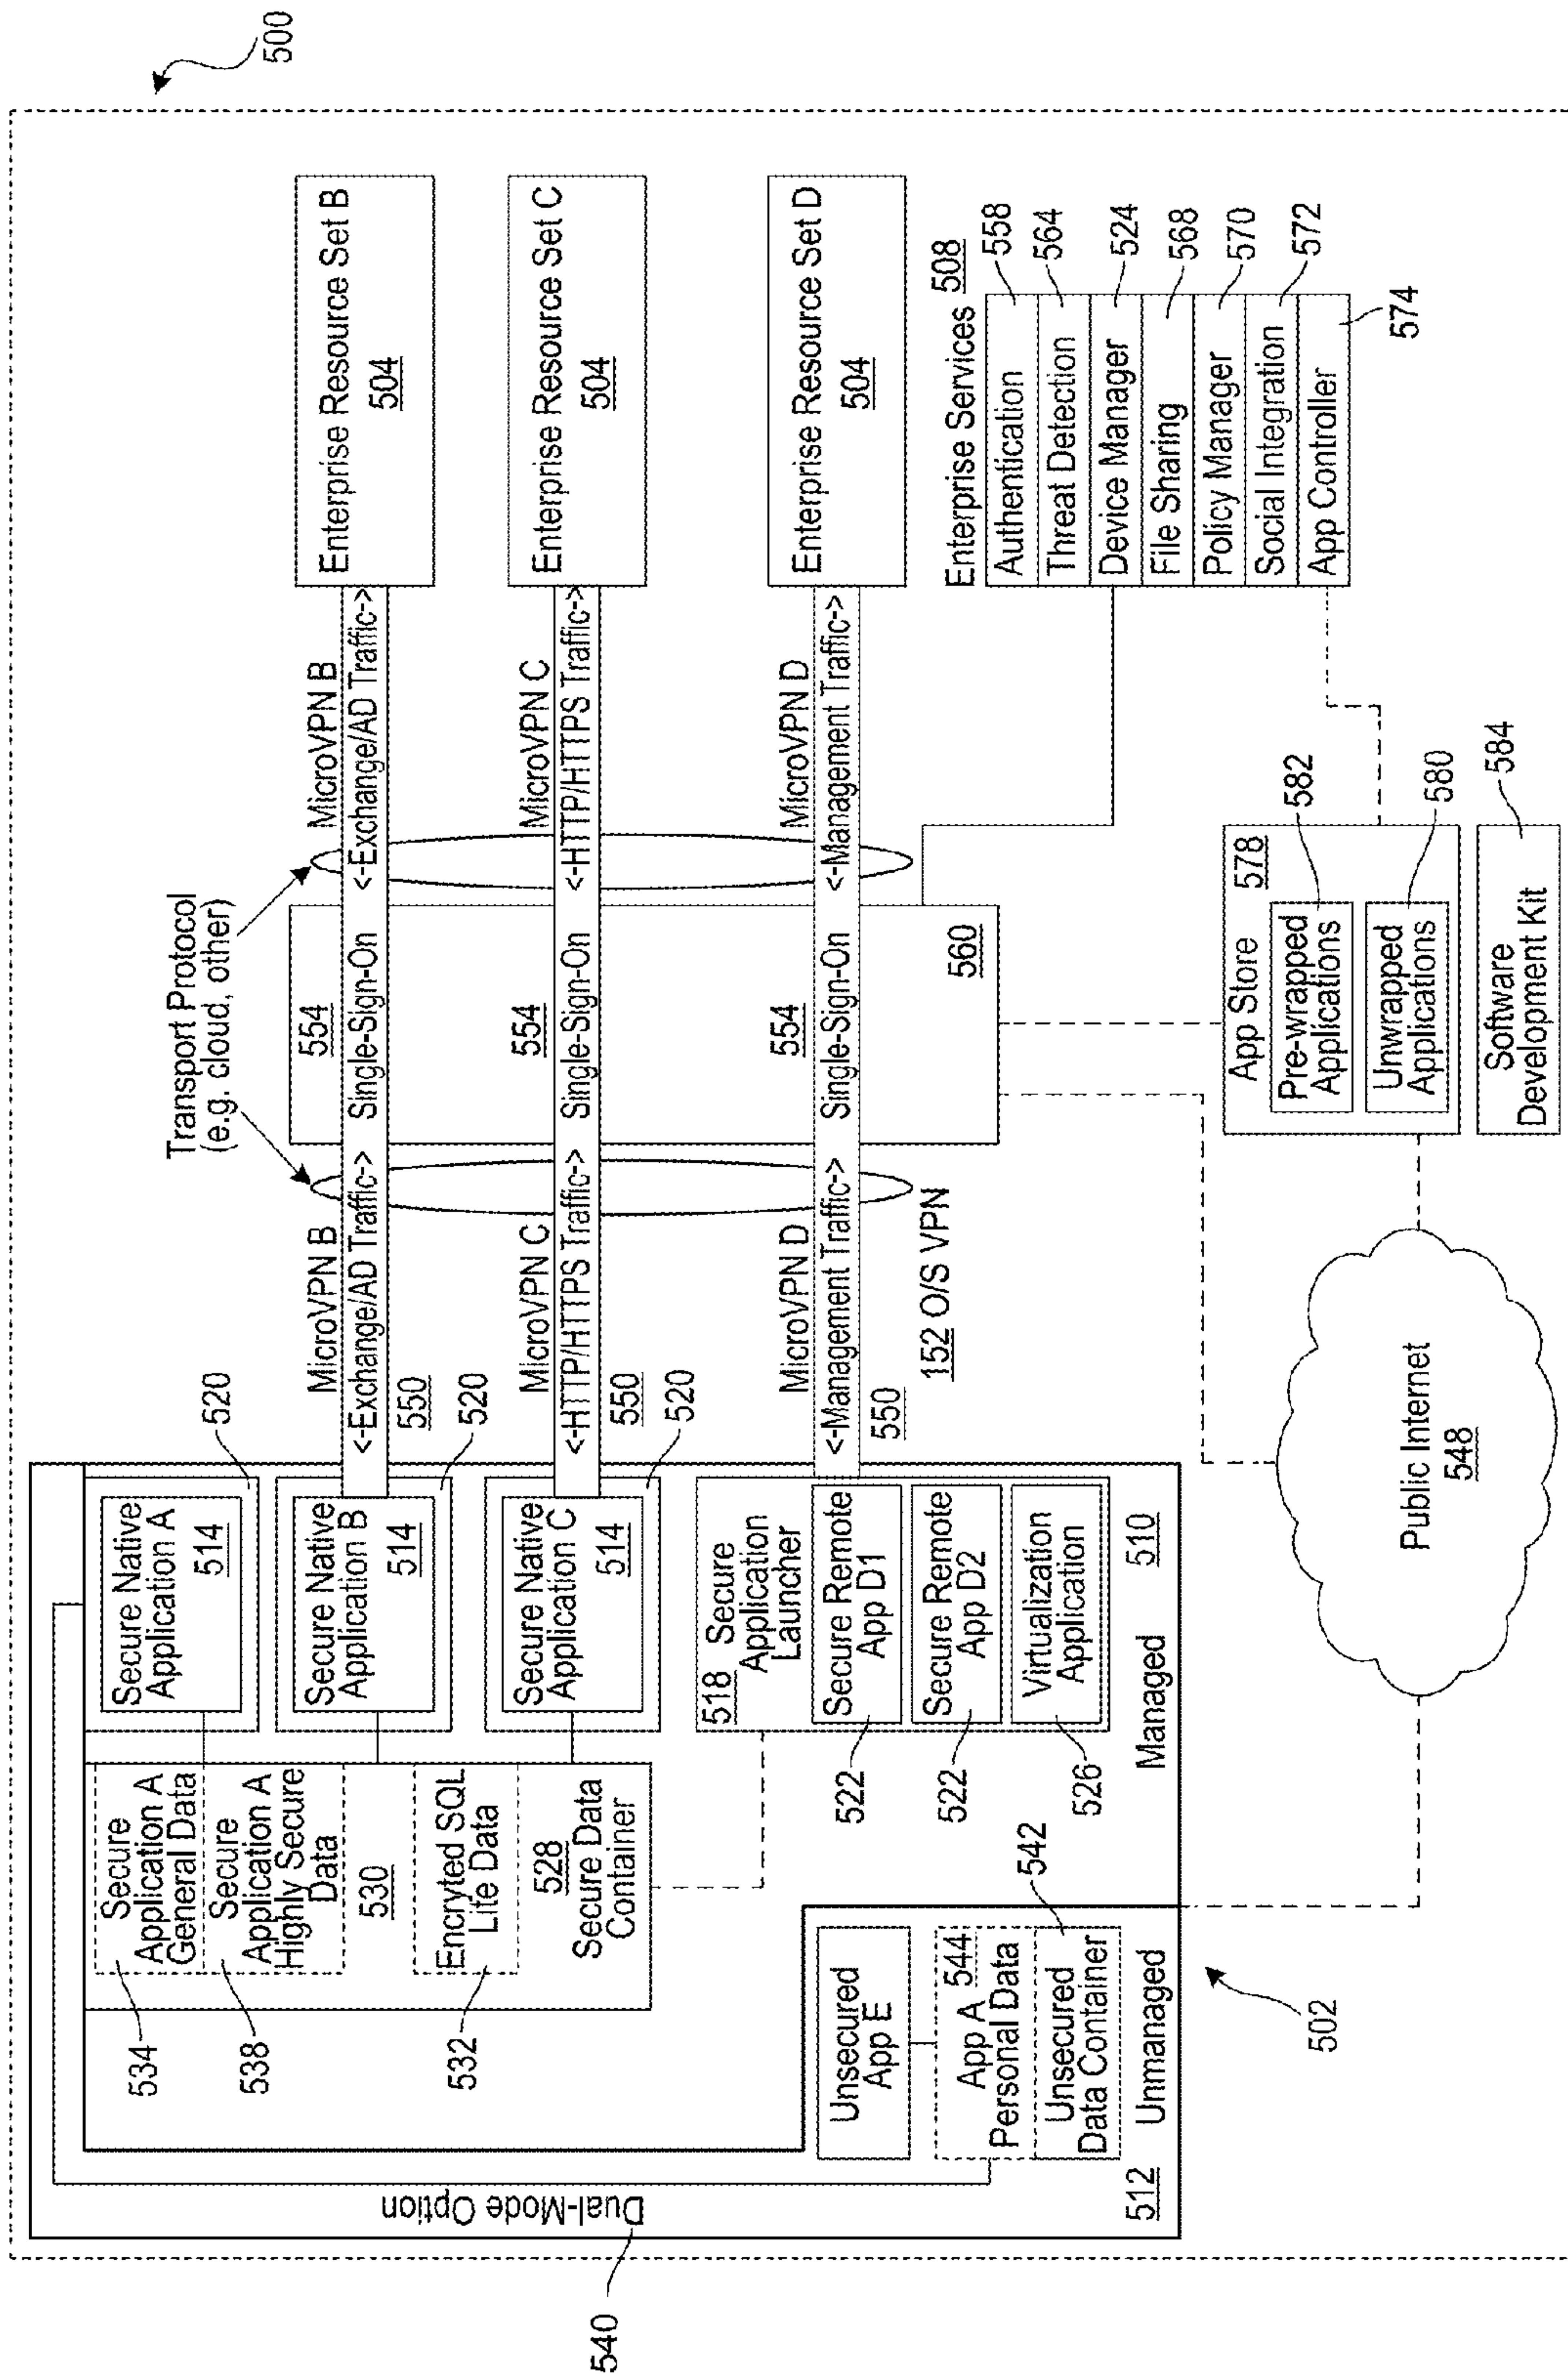 500
540
Dual-Mode Option
534
Secure
Application A
General Data
538
Secure
Application A
Highly Secure
Data
530
532
Encryted SQL
Lite Data
528
Secure Data
Container
Secure Native
Application A
514
520
Secure Native
Application B
514
520
Secure Native
Application C
514
520
518 Secure
Application
Launcher
Secure Remote
App D1
522
Secure Remote
App D2
522
Virtualization
Application
526
Managed
510
Unsecured
App E
544
App A
Personal Data
542
Unsecured
Data Container
512
Unmanaged
502
Transport Protocol
(e.g. cloud, other)
MicroVPN B
<-Exchange/AD Traffic->
550
554
Single-Sign-On
MicroVPN B
<-Exchange/AD Traffic->
Enterprise Resource Set B
504
MicroVPN C
<-HTTP/HTTPS Traffic->
550
554
Single-Sign-On
MicroVPN C
<-HTTP/HTTPS Traffic->
Enterprise Resource Set C
504
MicroVPN D
<-Management Traffic->
550
554
Single-Sign-On
MicroVPN D
<-Management Traffic->
Enterprise Resource Set D
504
152 O/S VPN
560
Enterprise Services 508
Authentication
558
Threat Detection
564
Device Manager
524
File Sharing
568
Policy Manager
570
Social Integration
572
App Controller
574
Public Internet
548
App Store
578
Pre-wrapped
Applications
582
Unwrapped
Applications
580
Software
Development Kit
584